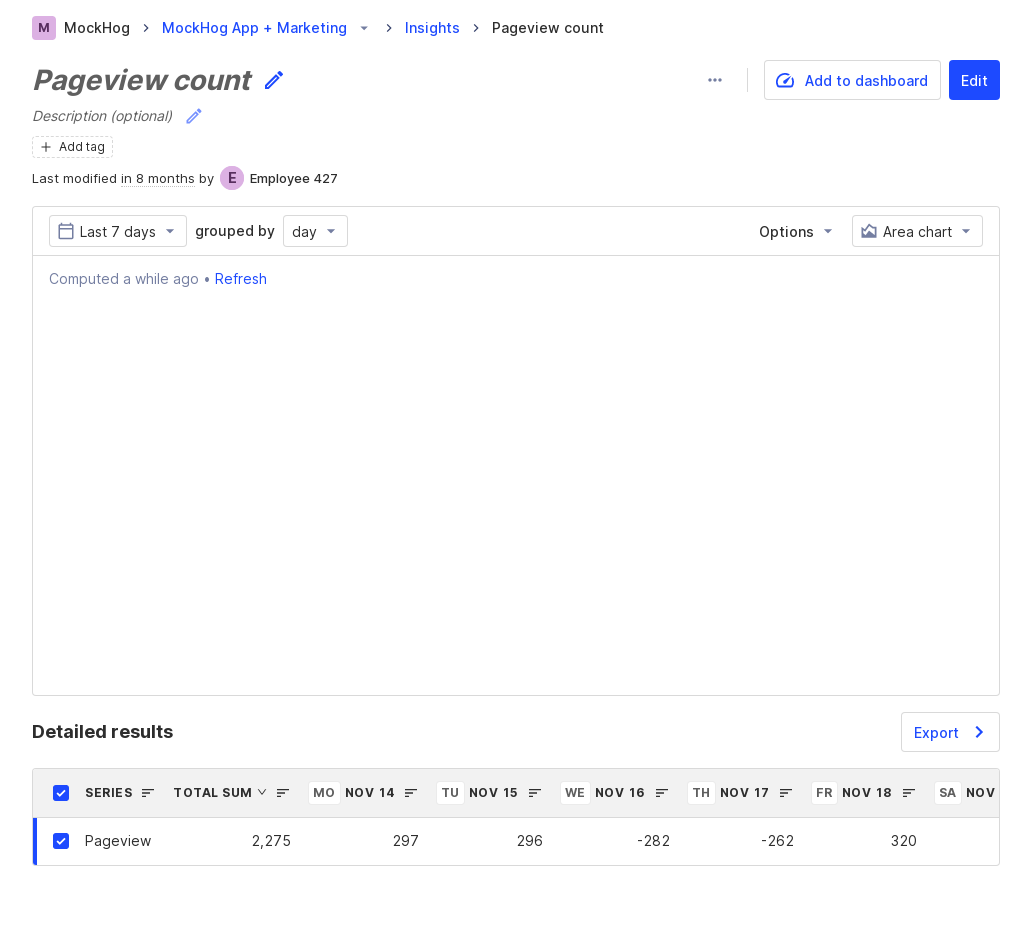 M MockHog > MockHog App + Marketing > Insights > Pageview count
Pageview count
Add to dashboard
Edit
Description (optional)
+ Add tag
Last modified in 8 months by E Employee 427
Last 7 days grouped by day Options Area chart
Computed a while ago • Refresh
Detailed results
Export
SERIES TOTAL SUM MO NOV 14 TU NOV 15 WE NOV 16 TH NOV 17 FR NOV 18 SA NOV
Pageview 2,275 297 296 -282 -262 320